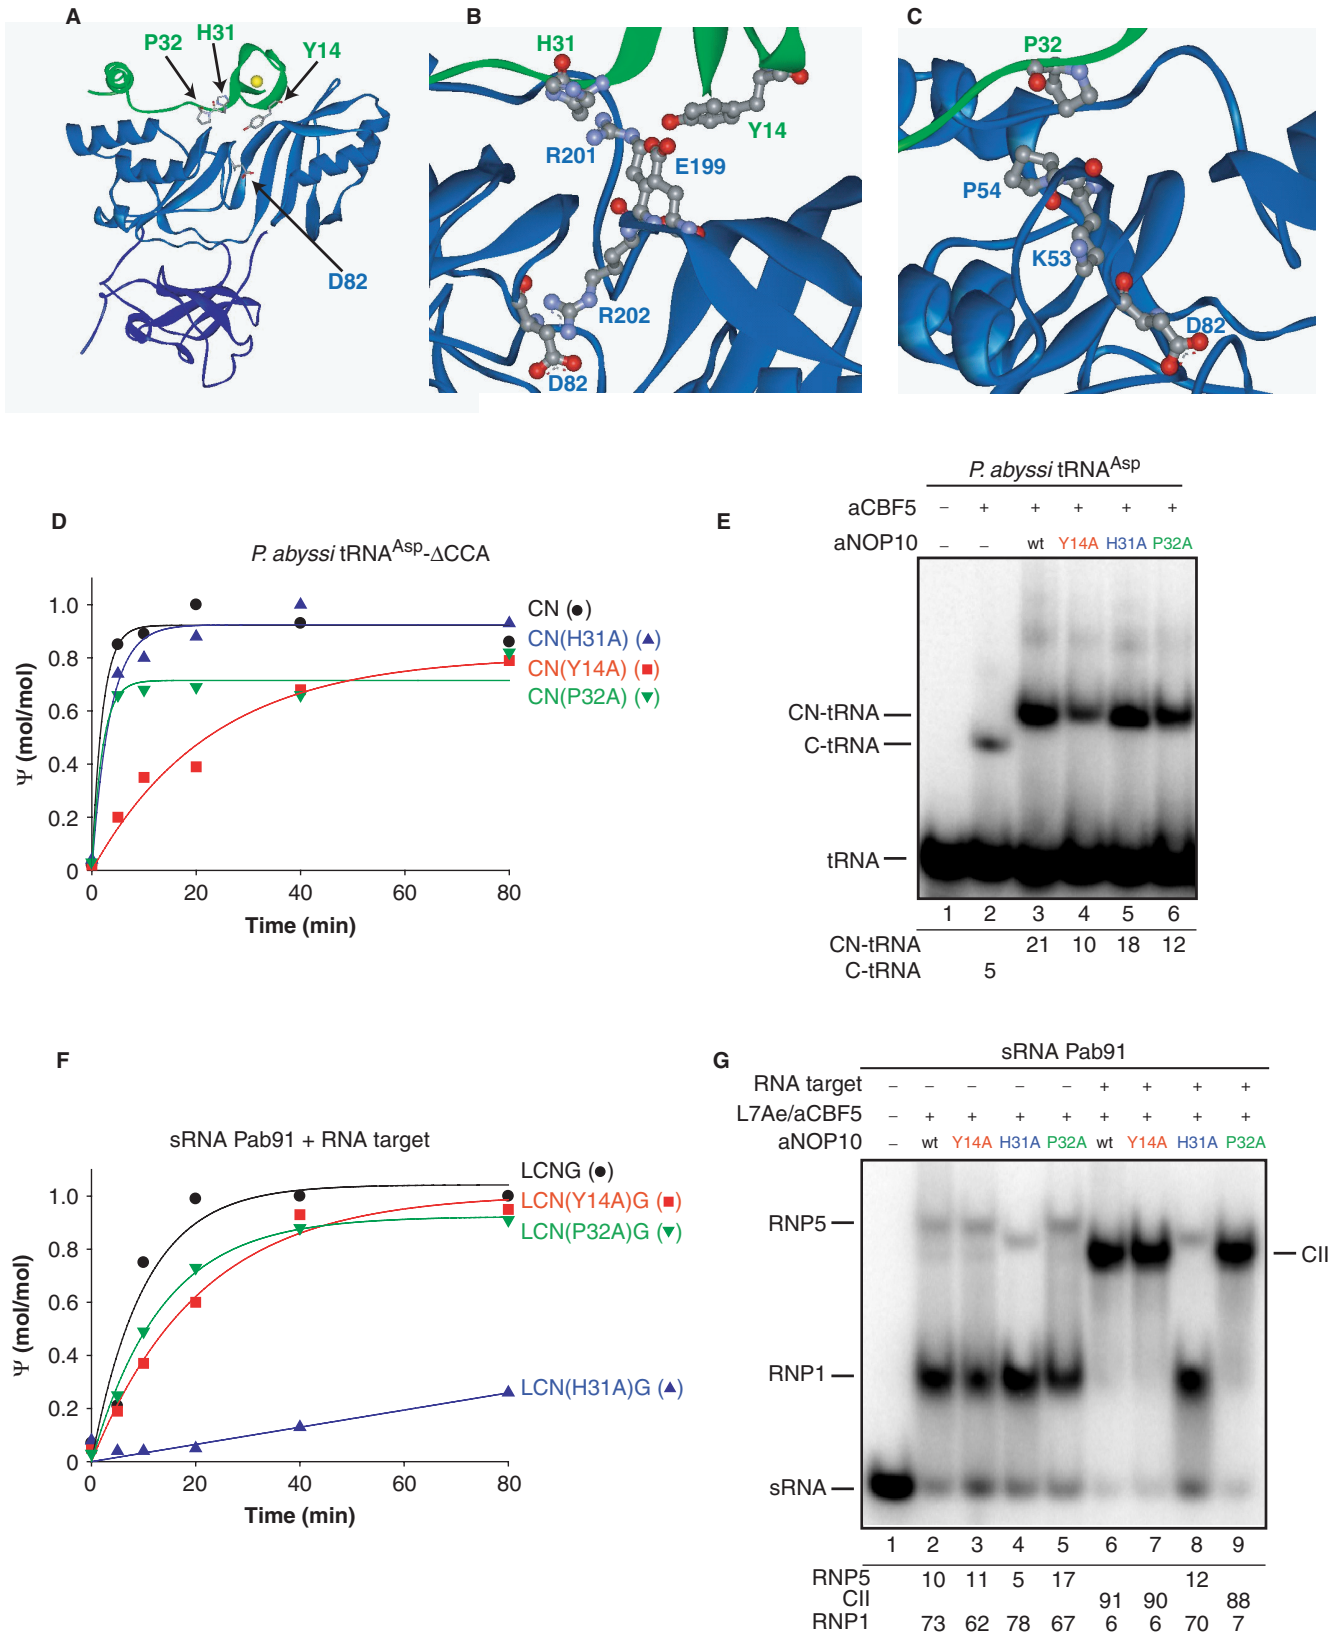 A
P32
H31
Y14
D82
B
H31
R201
E199
Y14
R202
D82
C
P32
P54
K53
D82
D
P. abyssi tRNA^Asp-ΔCCA
Ψ (mol/mol)
1.0
0.8
0.6
0.4
0.2
0
0 20 40 60 80
Time (min)
CN (●)
CN(H31A) (▲)
CN(Y14A) (■)
CN(P32A) (▼)
E
P. abyssi tRNA^Asp
aCBF5 – + + + + +
aNOP10 – – wt Y14A H31A P32A
CN-tRNA
C-tRNA
tRNA
1 2 3 4 5 6
CN-tRNA 21 10 18 12
C-tRNA 5
F
sRNA Pab91 + RNA target
Ψ (mol/mol)
1.0
0.8
0.6
0.4
0.2
0
0 20 40 60 80
Time (min)
LCNG (●)
LCN(Y14A)G (■)
LCN(P32A)G (▼)
LCN(H31A)G (▲)
G
sRNA Pab91
RNA target – – – – – + + + +
L7Ae/aCBF5 – + + + + + + + +
aNOP10 – wt Y14A H31A P32A wt Y14A H31A P32A
RNP5
CII
RNP1
sRNA
1 2 3 4 5 6 7 8 9
RNP5 10 11 5 17 12
CII 91 90 88
RNP1 73 62 78 67 6 6 70 7